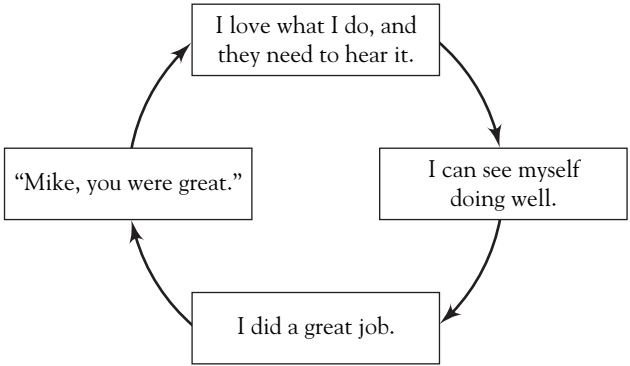 I love what I do, and
they need to hear it.
“Mike, you were great.”
I can see myself
doing well.
I did a great job.